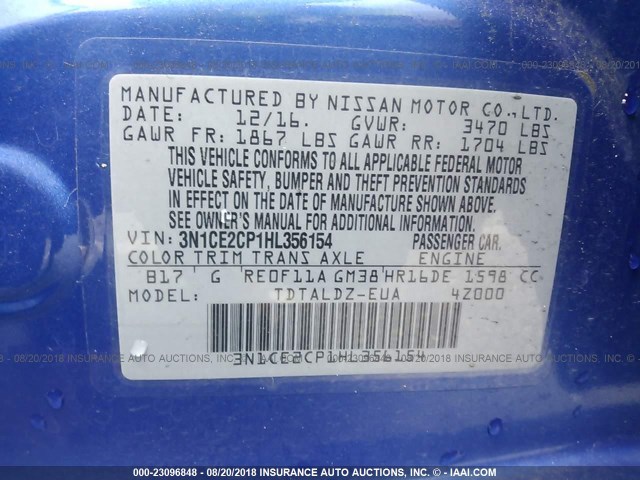 MANUFACTURED BY NISSAN MOTOR CO.,LTD.
DATE: 12/16. GVWR: 3470 LBS
GAWR FR: 1867 LBS GAWR RR: 1704 LBS
THIS VEHICLE CONFORMS TO ALL APPLICABLE FEDERAL MOTOR
VEHICLE SAFETY, BUMPER AND THEFT PREVENTION STANDARDS
IN EFFECT ON THE DATE OF MANUFACTURE SHOWN ABOVE.
SEE OWNER'S MANUAL FOR ADDITIONAL INFORMATION.
VIN: 3N1CE2CP1HL356154 PASSENGER CAR.
COLOR TRIM TRANS AXLE ENGINE
B17 G RE0F11A GM38 HR16DE 1598 CC
MODEL: TDTALDZ-EUA 4Z000
3N1CE2CP1HL356154
000-23096848 - 08/20/2018 INSURANCE AUTO AUCTIONS, INC. - © - IAAI.COM